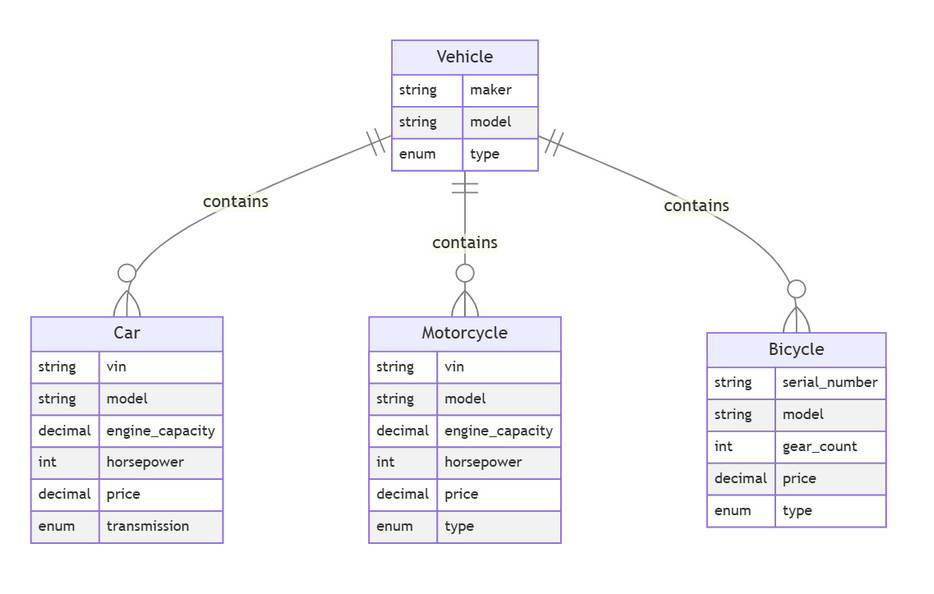 Vehicle
string maker
string model
enum type
contains
contains
contains
Car
string vin
string model
decimal engine_capacity
int horsepower
decimal price
enum transmission
Motorcycle
string vin
string model
decimal engine_capacity
int horsepower
decimal price
enum type
Bicycle
string serial_number
string model
int gear_count
decimal price
enum type